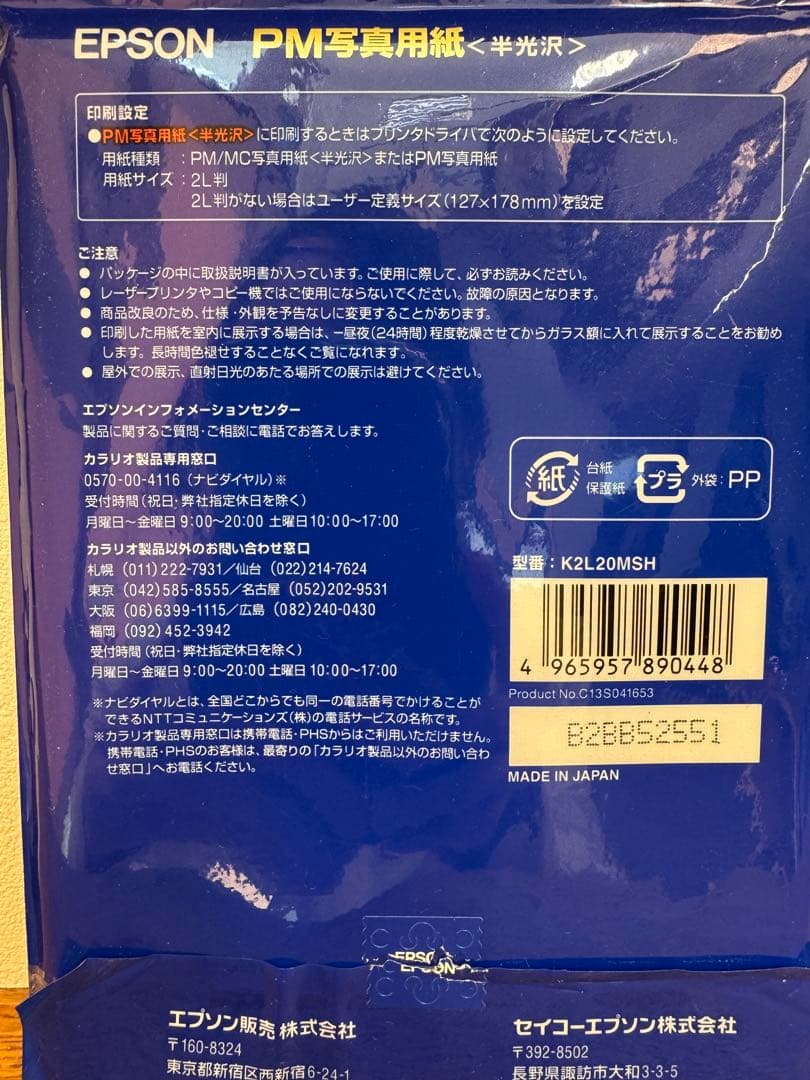 EPSON PM写真用紙<半光沢>
印刷設定
●PM写真用紙<半光沢>に印刷するときはプリンタドライバで次のように設定してください。
用紙種類 : PM/MC写真用紙<半光沢>またはPM写真用紙
用紙サイズ : 2L判
2L判がない場合はユーザー定義サイズ(127×178mm)を設定
ご注意
● パッケージの中に取扱説明書が入っています。ご使用に際して、必ずお読みください。
● レーザープリンタやコピー機ではご使用にならないでください。故障の原因となります。
● 商品改良のため、仕様・外観を予告なしに変更することがあります。
● 印刷した用紙を室内に展示する場合は、一昼夜(24時間)程度乾燥させてからガラス額に入れて展示することをお勧め
します。長時間色褪せすることなくご覧になれます。
● 屋外での展示、直射日光のあたる場所での展示は避けてください。
エプソンインフォメーションセンター
製品に関するご質問・ご相談に電話でお答えします。
カラリオ製品専用窓口
0570-00-4116(ナビダイヤル)※
受付時間(祝日・弊社指定休日を除く)
月曜日〜金曜日 9:00〜20:00 土曜日10:00〜17:00
カラリオ製品以外のお問い合わせ窓口
札幌(011)222-7931/仙台(022)214-7624
東京(042)585-8555/名古屋(052)202-9531
大阪(06)6399-1115/広島(082)240-0430
福岡(092)452-3942
受付時間(祝日・弊社指定休日を除く)
月曜日〜金曜日 9:00〜20:00 土曜日10:00〜17:00
※ナビダイヤルとは、全国どこからでも同一の電話番号でかけることが
できるNTTコミュニケーションズ(株)の電話サービスの名称です。
※カラリオ製品専用窓口は携帯電話・PHSからはご利用いただけません。
携帯電話・PHSのお客様は、最寄りの「カラリオ製品以外のお問い合わ
せ窓口」へお電話ください。
紙 台紙
保護紙
プラ 外袋:PP
型番:K2L20MSH
4 965957 890448
Product No.C13S041653
B2BB52551
MADE IN JAPAN
EPSON
エプソン販売株式会社
〒160-8324
東京都新宿区西新宿6-24-1
セイコーエプソン株式会社
〒392-8502
長野県諏訪市大和3-3-5